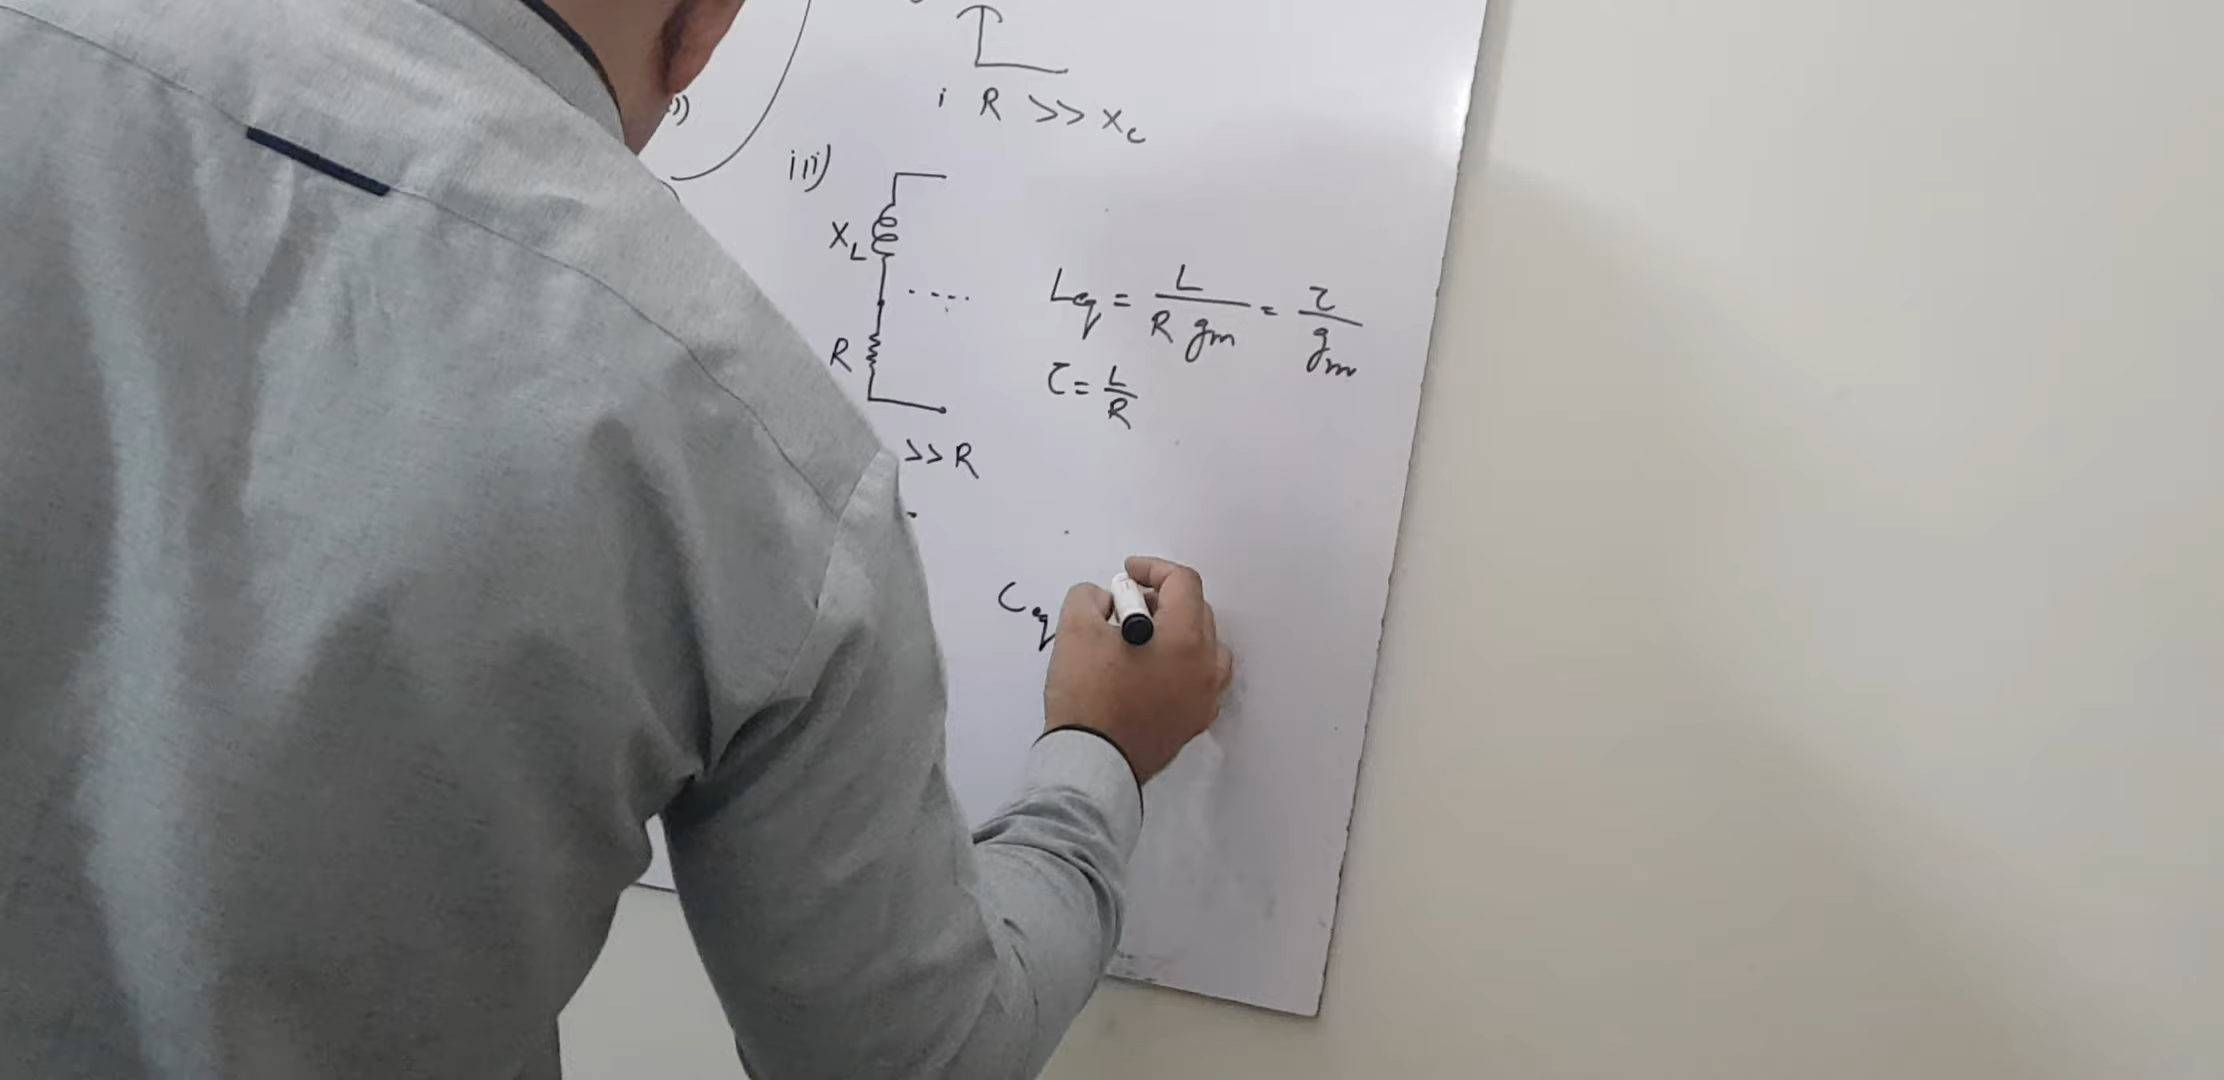 i R >> Xc
iii)
XL
Leq = L / R gm = τ / gm
R
τ = L / R
>> R
Ceq